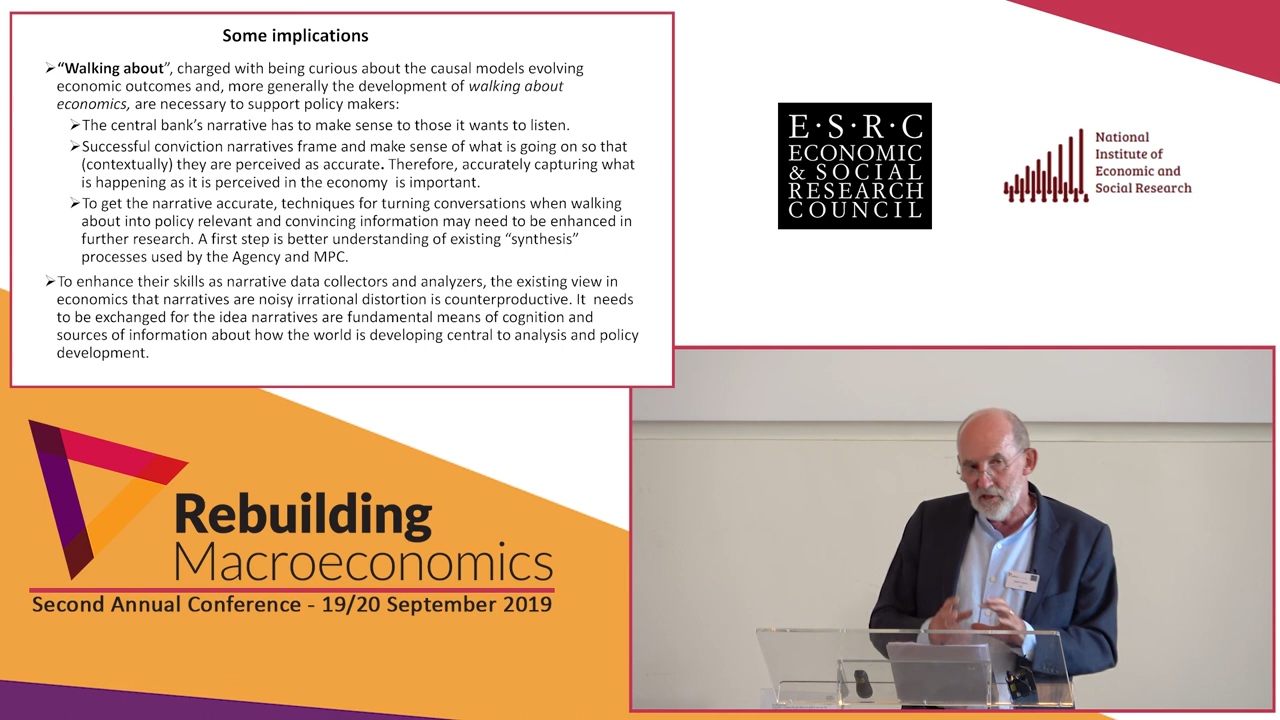 Some implications
➢“Walking about”, charged with being curious about the causal models evolving
economic outcomes and, more generally the development of walking about
economics, are necessary to support policy makers:
➢The central bank’s narrative has to make sense to those it wants to listen.
➢Successful conviction narratives frame and make sense of what is going on so that
(contextually) they are perceived as accurate. Therefore, accurately capturing what
is happening as it is perceived in the economy is important.
➢To get the narrative accurate, techniques for turning conversations when walking
about into policy relevant and convincing information may need to be enhanced in
further research. A first step is better understanding of existing “synthesis”
processes used by the Agency and MPC.
➢To enhance their skills as narrative data collectors and analyzers, the existing view in
economics that narratives are noisy irrational distortion is counterproductive. It needs
to be exchanged for the idea narratives are fundamental means of cognition and
sources of information about how the world is developing central to analysis and policy
development.
E·S·R·C
ECONOMIC
& SOCIAL
RESEARCH
COUNCIL
National
Institute of
Economic and
Social Research
Rebuilding
Macroeconomics
Second Annual Conference - 19/20 September 2019